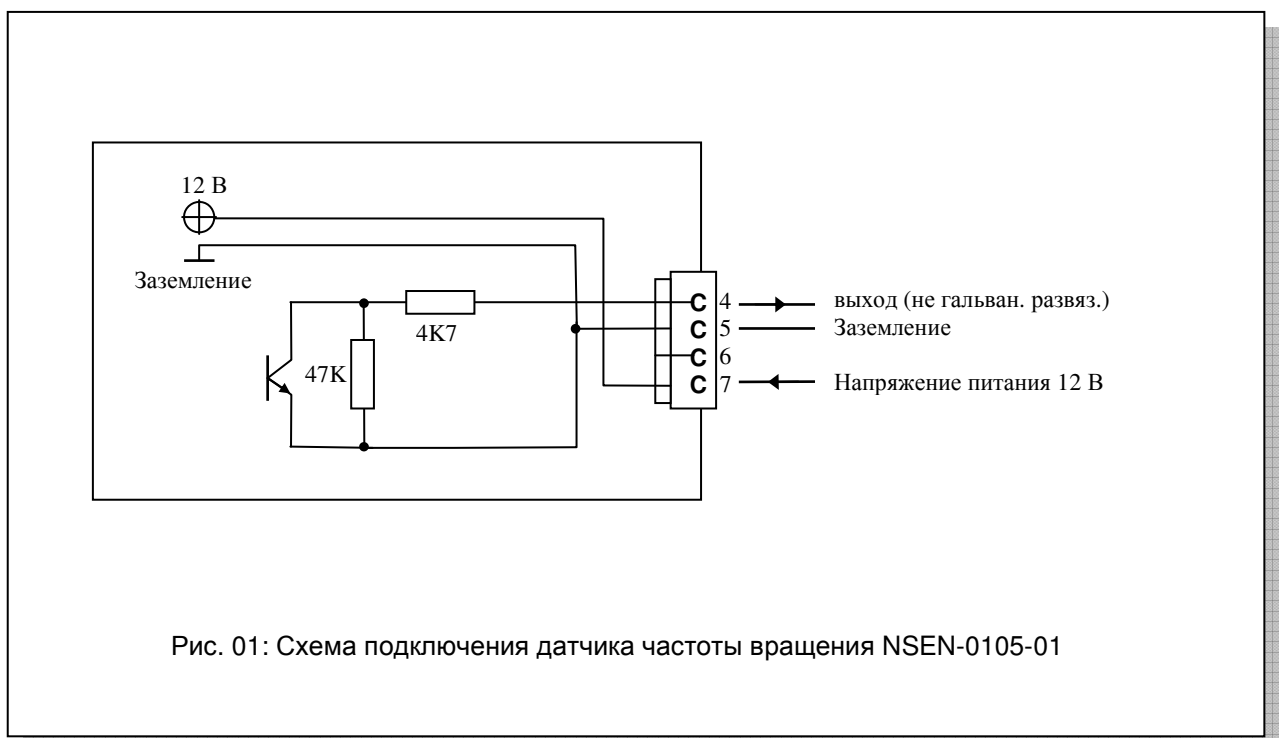 12 В
Заземление
4K7
47K
C 4 выход (не гальван. развяз.)
C 5 Заземление
C 6
C 7 Напряжение питания 12 В
Рис. 01: Схема подключения датчика частоты вращения NSEN-0105-01